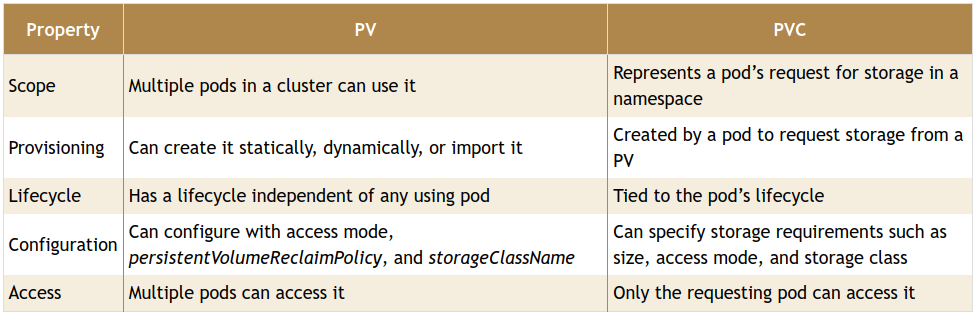 Property PV PVC
Scope Multiple pods in a cluster can use it Represents a pod’s request for storage in a
namespace
Provisioning Can create it statically, dynamically, or import it Created by a pod to request storage from a
PV
Lifecycle Has a lifecycle independent of any using pod Tied to the pod’s lifecycle
Configuration Can configure with access mode,
persistentVolumeReclaimPolicy, and storageClassName Can specify storage requirements such as
size, access mode, and storage class
Access Multiple pods can access it Only the requesting pod can access it